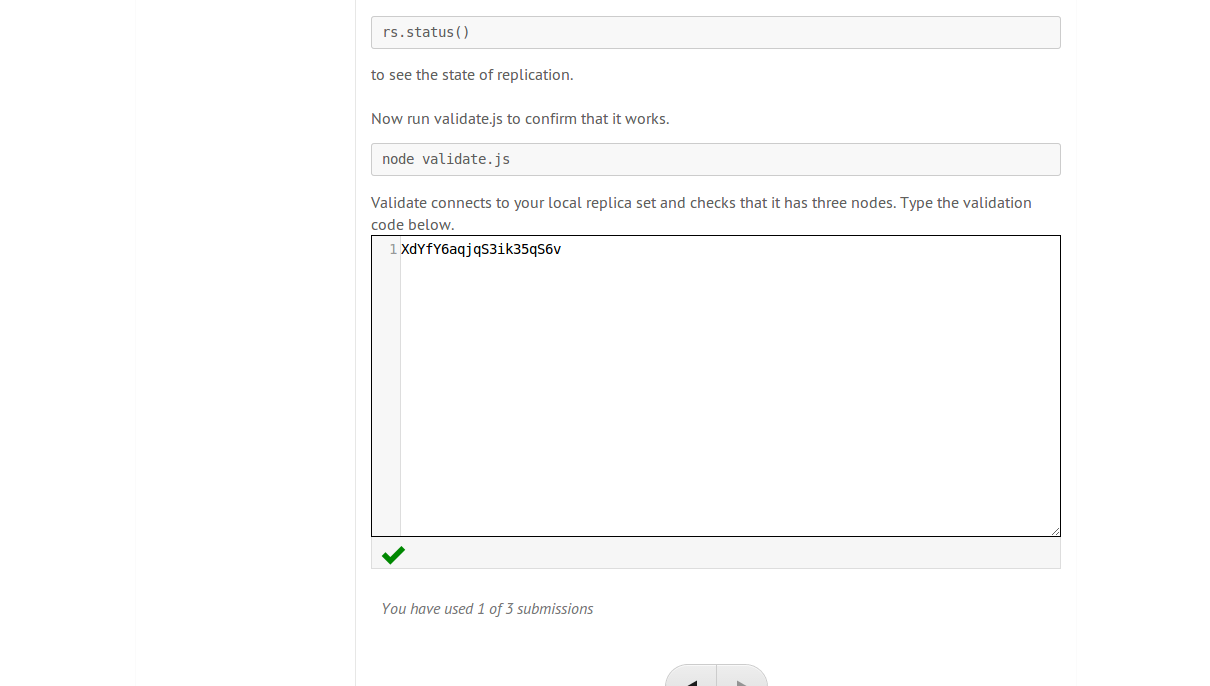 rs.status()
to see the state of replication.
Now run validate.js to confirm that it works.
node validate.js
Validate connects to your local replica set and checks that it has three nodes. Type the validation
code below.
1 XdYfY6aqjqS3ik35qS6v
You have used 1 of 3 submissions